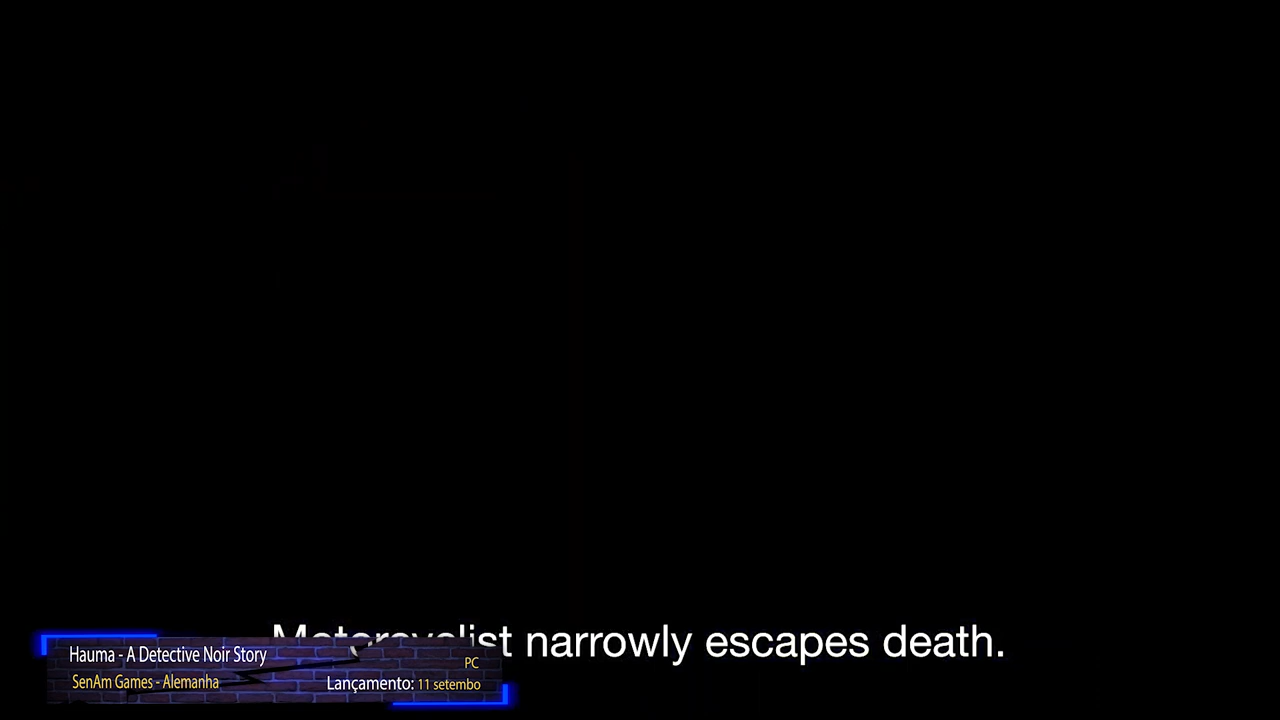 Motorcyclist narrowly escapes death.
Hauma - A Detective Noir Story
PC
SenAm Games - Alemanha
Lançamento: 11 setembo